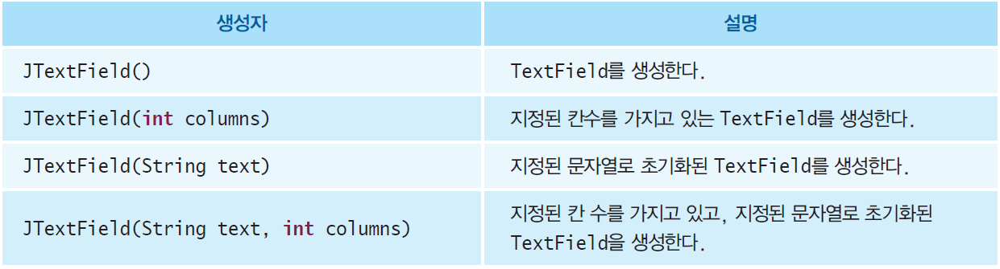 생성자 설명
JTextField() TextField를 생성한다.
JTextField(int columns) 지정된 칸수를 가지고 있는 TextField를 생성한다.
JTextField(String text) 지정된 문자열로 초기화된 TextField를 생성한다.
JTextField(String text, int columns) 지정된 칸 수를 가지고 있고, 지정된 문자열로 초기화된
TextField을 생성한다.